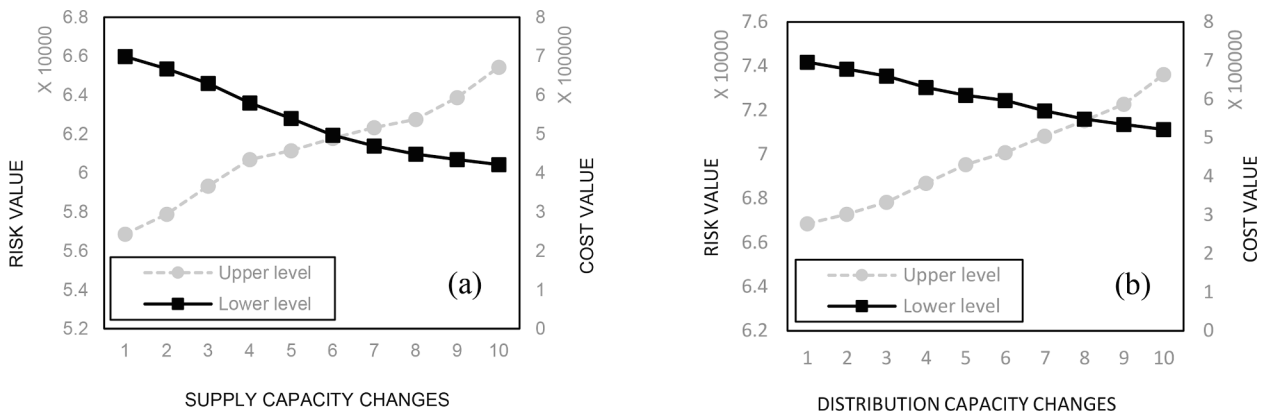 X 10000
6.8
6.6
6.4
6.2
6
5.8
5.6
5.4
5.2
RISK VALUE
8
7
6
5
4
3
2
1
0
X 100000
COST VALUE
Upper level
Lower level
(a)
1 2 3 4 5 6 7 8 9 10
SUPPLY CAPACITY CHANGES
X 10000
7.6
7.4
7.2
7
6.8
6.6
6.4
6.2
RISK VALUE
8
7
6
5
4
3
2
1
0
X 100000
COST VALUE
Upper level
Lower level
(b)
1 2 3 4 5 6 7 8 9 10
DISTRIBUTION CAPACITY CHANGES